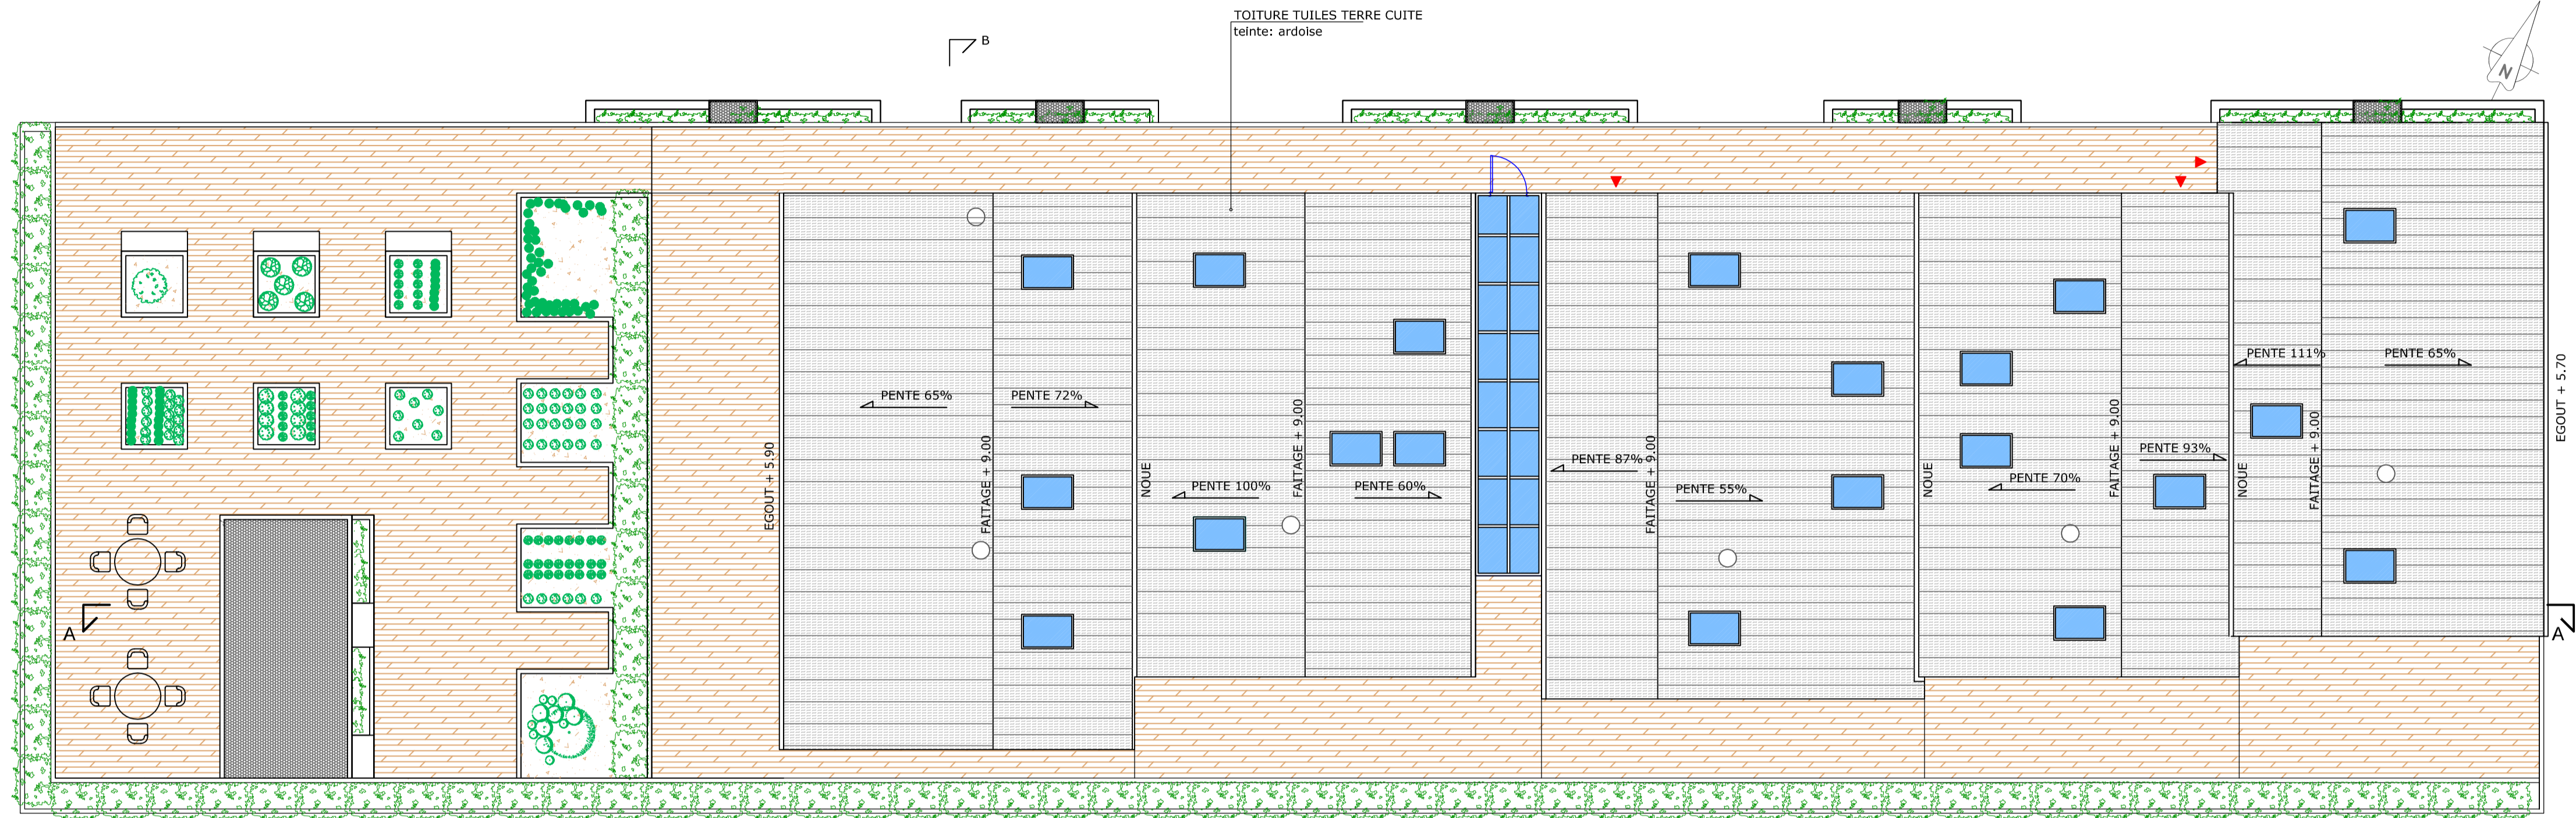 TOITURE TUILES TERRE CUITE
teinte: ardoise
B
N
PENTE 65%
PENTE 72%
PENTE 100%
PENTE 60%
PENTE 87%
PENTE 55%
PENTE 70%
PENTE 93%
PENTE 111%
PENTE 65%
EGOUT + 5.90
FAITAGE + 9.00
NOUE
FAITAGE + 9.00
FAITAGE + 9.00
NOUE
FAITAGE + 9.00
NOUE
FAITAGE + 9.00
EGOUT + 5.70
A
A